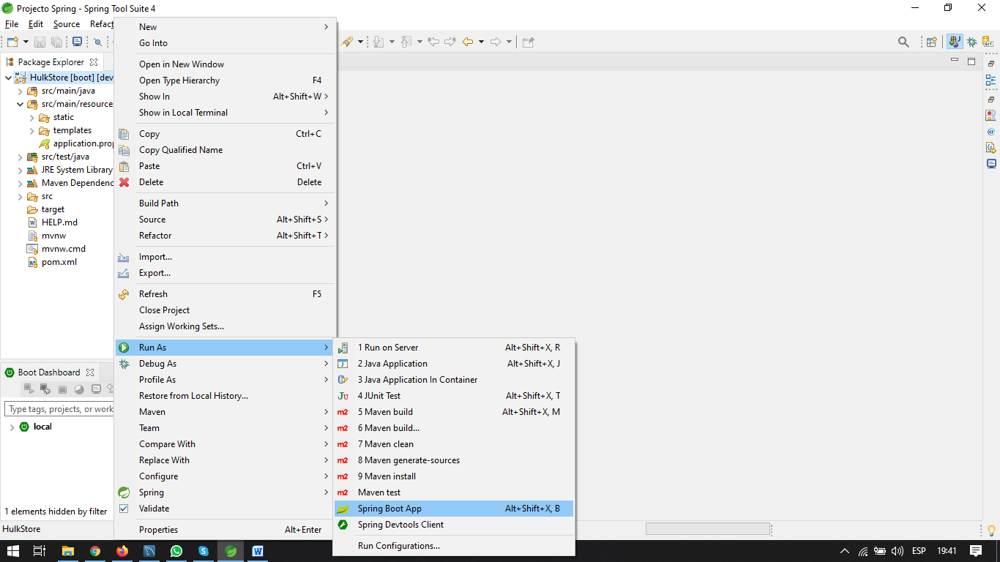 Projecto Spring - Spring Tool Suite 4
File Edit Source Refact
Package Explorer
HulkStore [boot] [dev
src/main/java
src/main/resource
static
templates
application.prop
src/test/java
JRE System Library
Maven Dependenc
src
target
HELP.md
mvnw
mvnw.cmd
pom.xml
Boot Dashboard
Type tags, projects, or work
local
1 elements hidden by filter
HulkStore
New
Go Into
Open in New Window
Open Type Hierarchy F4
Show In Alt+Shift+W
Show in Local Terminal
Copy Ctrl+C
Copy Qualified Name
Paste Ctrl+V
Delete Delete
Build Path
Source Alt+Shift+S
Refactor Alt+Shift+T
Import...
Export...
Refresh F5
Close Project
Assign Working Sets...
Run As
Debug As
Profile As
Restore from Local History...
Maven
Team
Compare With
Replace With
Configure
Spring
Validate
Properties Alt+Enter
1 Run on Server Alt+Shift+X, R
2 Java Application Alt+Shift+X, J
3 Java Application In Container
4 JUnit Test Alt+Shift+X, T
5 Maven build Alt+Shift+X, M
6 Maven build...
7 Maven clean
8 Maven generate-sources
9 Maven install
Maven test
Spring Boot App Alt+Shift+X, B
Spring Devtools Client
Run Configurations...
ESP 19:41